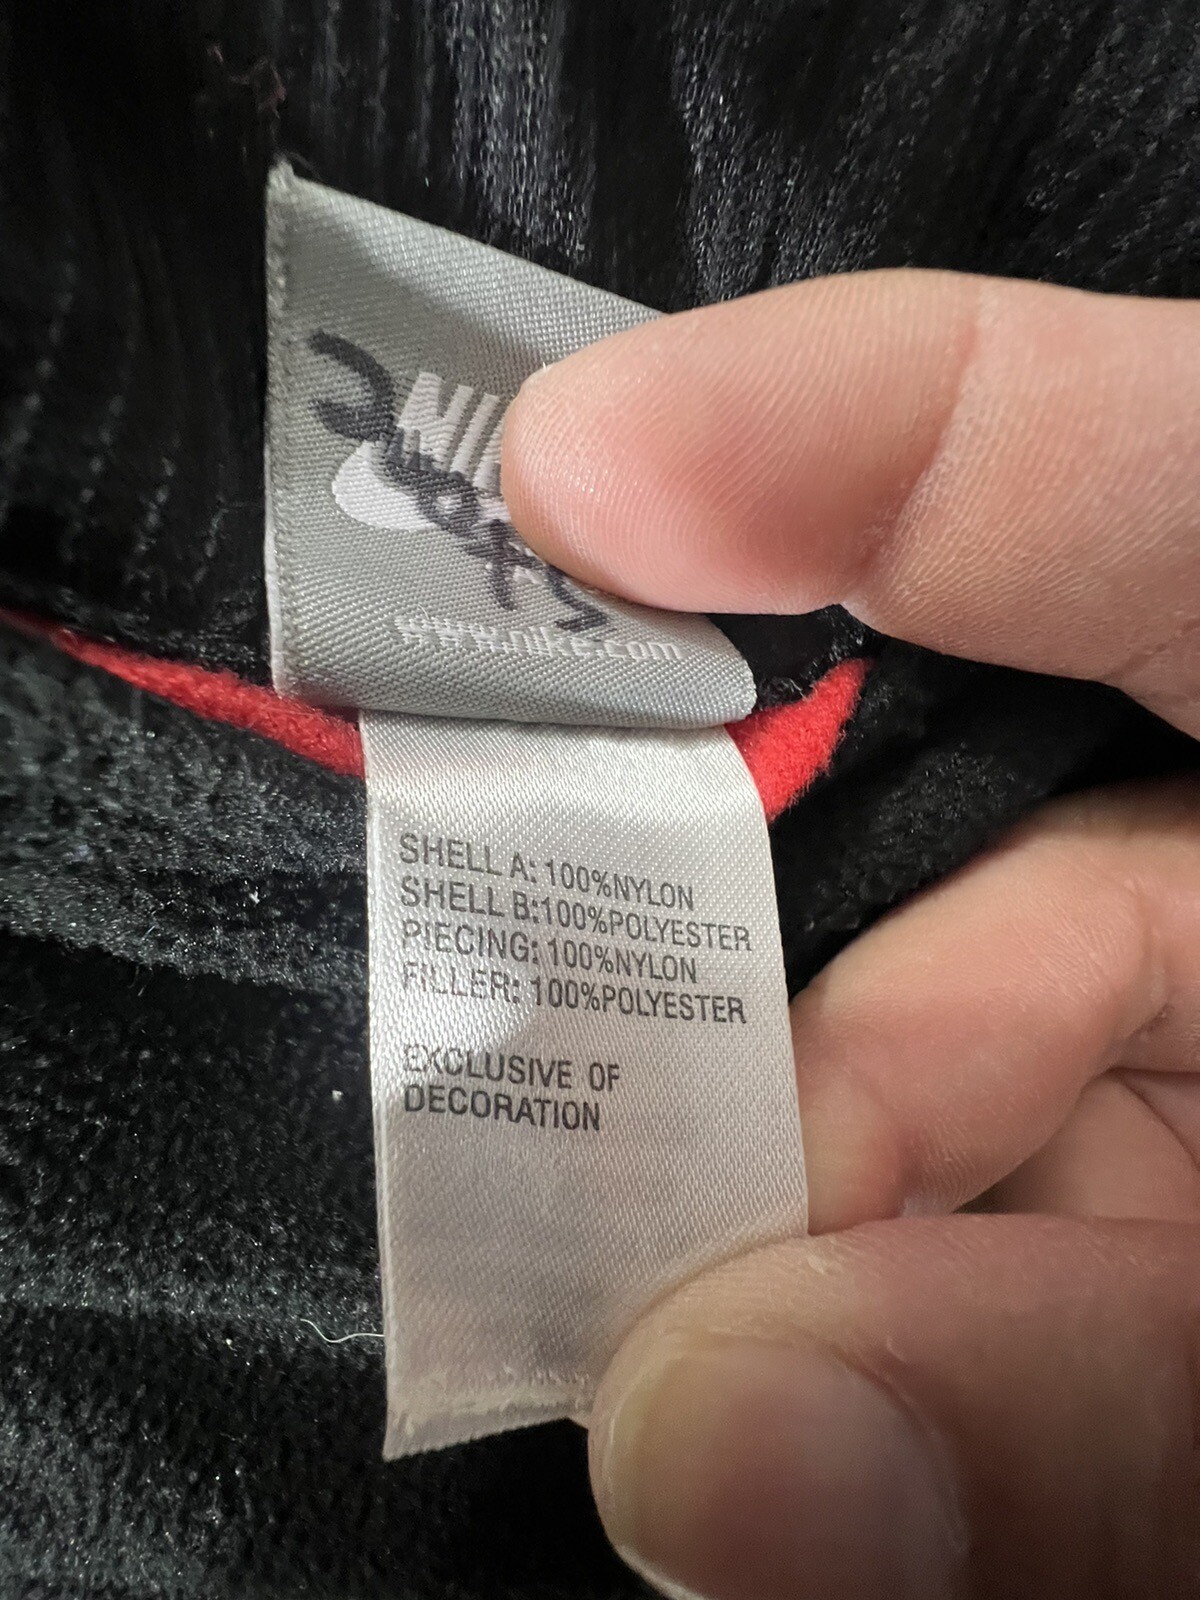 www.nike.com
SHELL A: 100%NYLON
SHELL B:100%POLYESTER
PIECING: 100%NYLON
FILLER: 100%POLYESTER
EXCLUSIVE OF
DECORATION